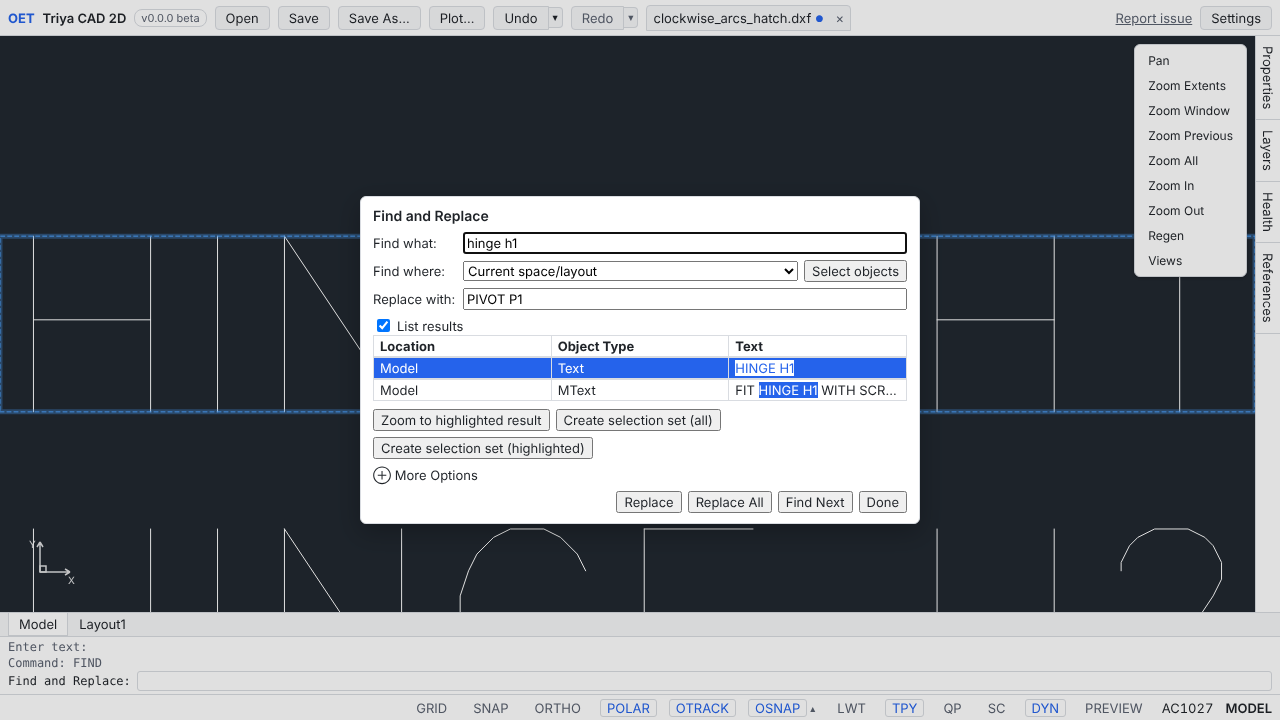 OET Triya CAD 2D v0.0.0 beta Open Save Save As... Plot... Undo ▾ Redo ▾ clockwise_arcs_hatch.dxf ● × Report issue Settings
Pan
Zoom Extents
Zoom Window
Zoom Previous
Zoom All
Zoom In
Zoom Out
Regen
Views
Properties
Layers
Health
References
Find and Replace
Find what: hinge h1
Find where: Current space/layout Select objects
Replace with: PIVOT P1
List results
Location Object Type Text
Model Text HINGE H1
Model MText FIT HINGE H1 WITH SCR...
Zoom to highlighted result Create selection set (all)
Create selection set (highlighted)
More Options
Replace Replace All Find Next Done
Y
X
Model Layout1
Enter text:
Command: FIND
Find and Replace:
GRID SNAP ORTHO POLAR OTRACK OSNAP ▴ LWT TPY QP SC DYN PREVIEW AC1027 MODEL